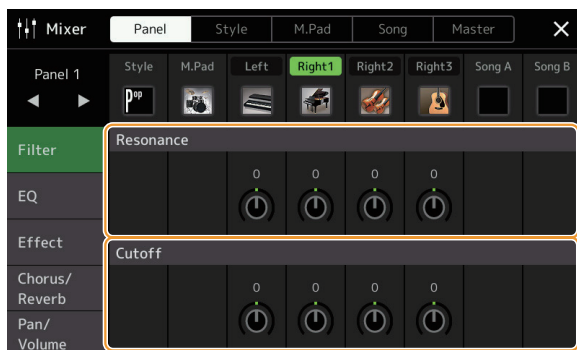 Mixer
Panel
Style
M.Pad
Song
Master
Panel 1
Style
M.Pad
Left
Right1
Right2
Right3
Song A
Song B
Pop
Filter
Resonance
0
0
0
0
EQ
Effect
Cutoff
Chorus/
Reverb
0
0
0
0
Pan/
Volume